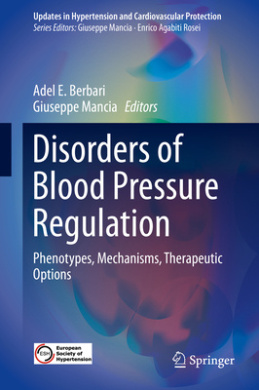 Updates in Hypertension and Cardiovascular Protection
Series Editors: Giuseppe Mancia · Enrico Agabiti Rosei
Adel E. Berbari
Giuseppe Mancia Editors
Disorders of
Blood Pressure
Regulation
Phenotypes, Mechanisms, Therapeutic
Options
ESH
European
Society of
Hypertension
Springer